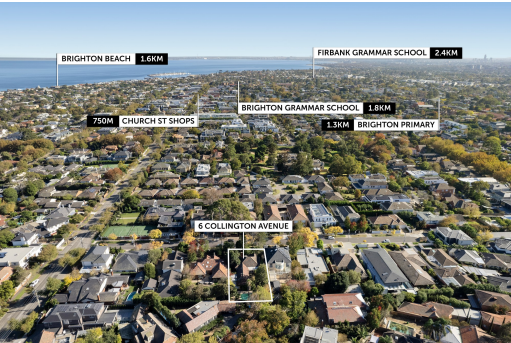 FIRBANK GRAMMAR SCHOOL 2.4KM
BRIGHTON BEACH 1.6KM
BRIGHTON GRAMMAR SCHOOL 1.8KM
750M CHURCH ST SHOPS
1.3KM BRIGHTON PRIMARY
6 COLLINGTON AVENUE